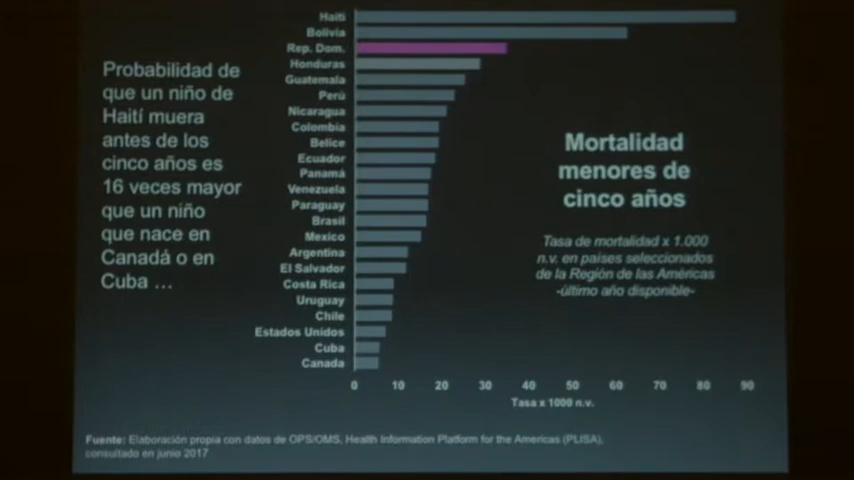 Probabilidad de
que un niño de
Haití muera
antes de los
cinco años es
16 veces mayor
que un niño
que nace en
Canadá o en
Cuba ...
Haití
Bolivia
Rep. Dom.
Honduras
Guatemala
Perú
Nicaragua
Colombia
Belice
Ecuador
Panamá
Venezuela
Paraguay
Brasil
Mexico
Argentina
El Salvador
Costa Rica
Uruguay
Chile
Estados Unidos
Cuba
Canada
0 10 20 30 40 50 60 70 80 90
Tasa x 1000 n.v.
Mortalidad
menores de
cinco años
Tasa de mortalidad x 1.000
n.v. en países seleccionados
de la Región de las Américas
-último año disponible-
Fuente: Elaboración propia con datos de OPS/OMS, Health Information Platform for the Americas (PLISA),
consultado en junio 2017